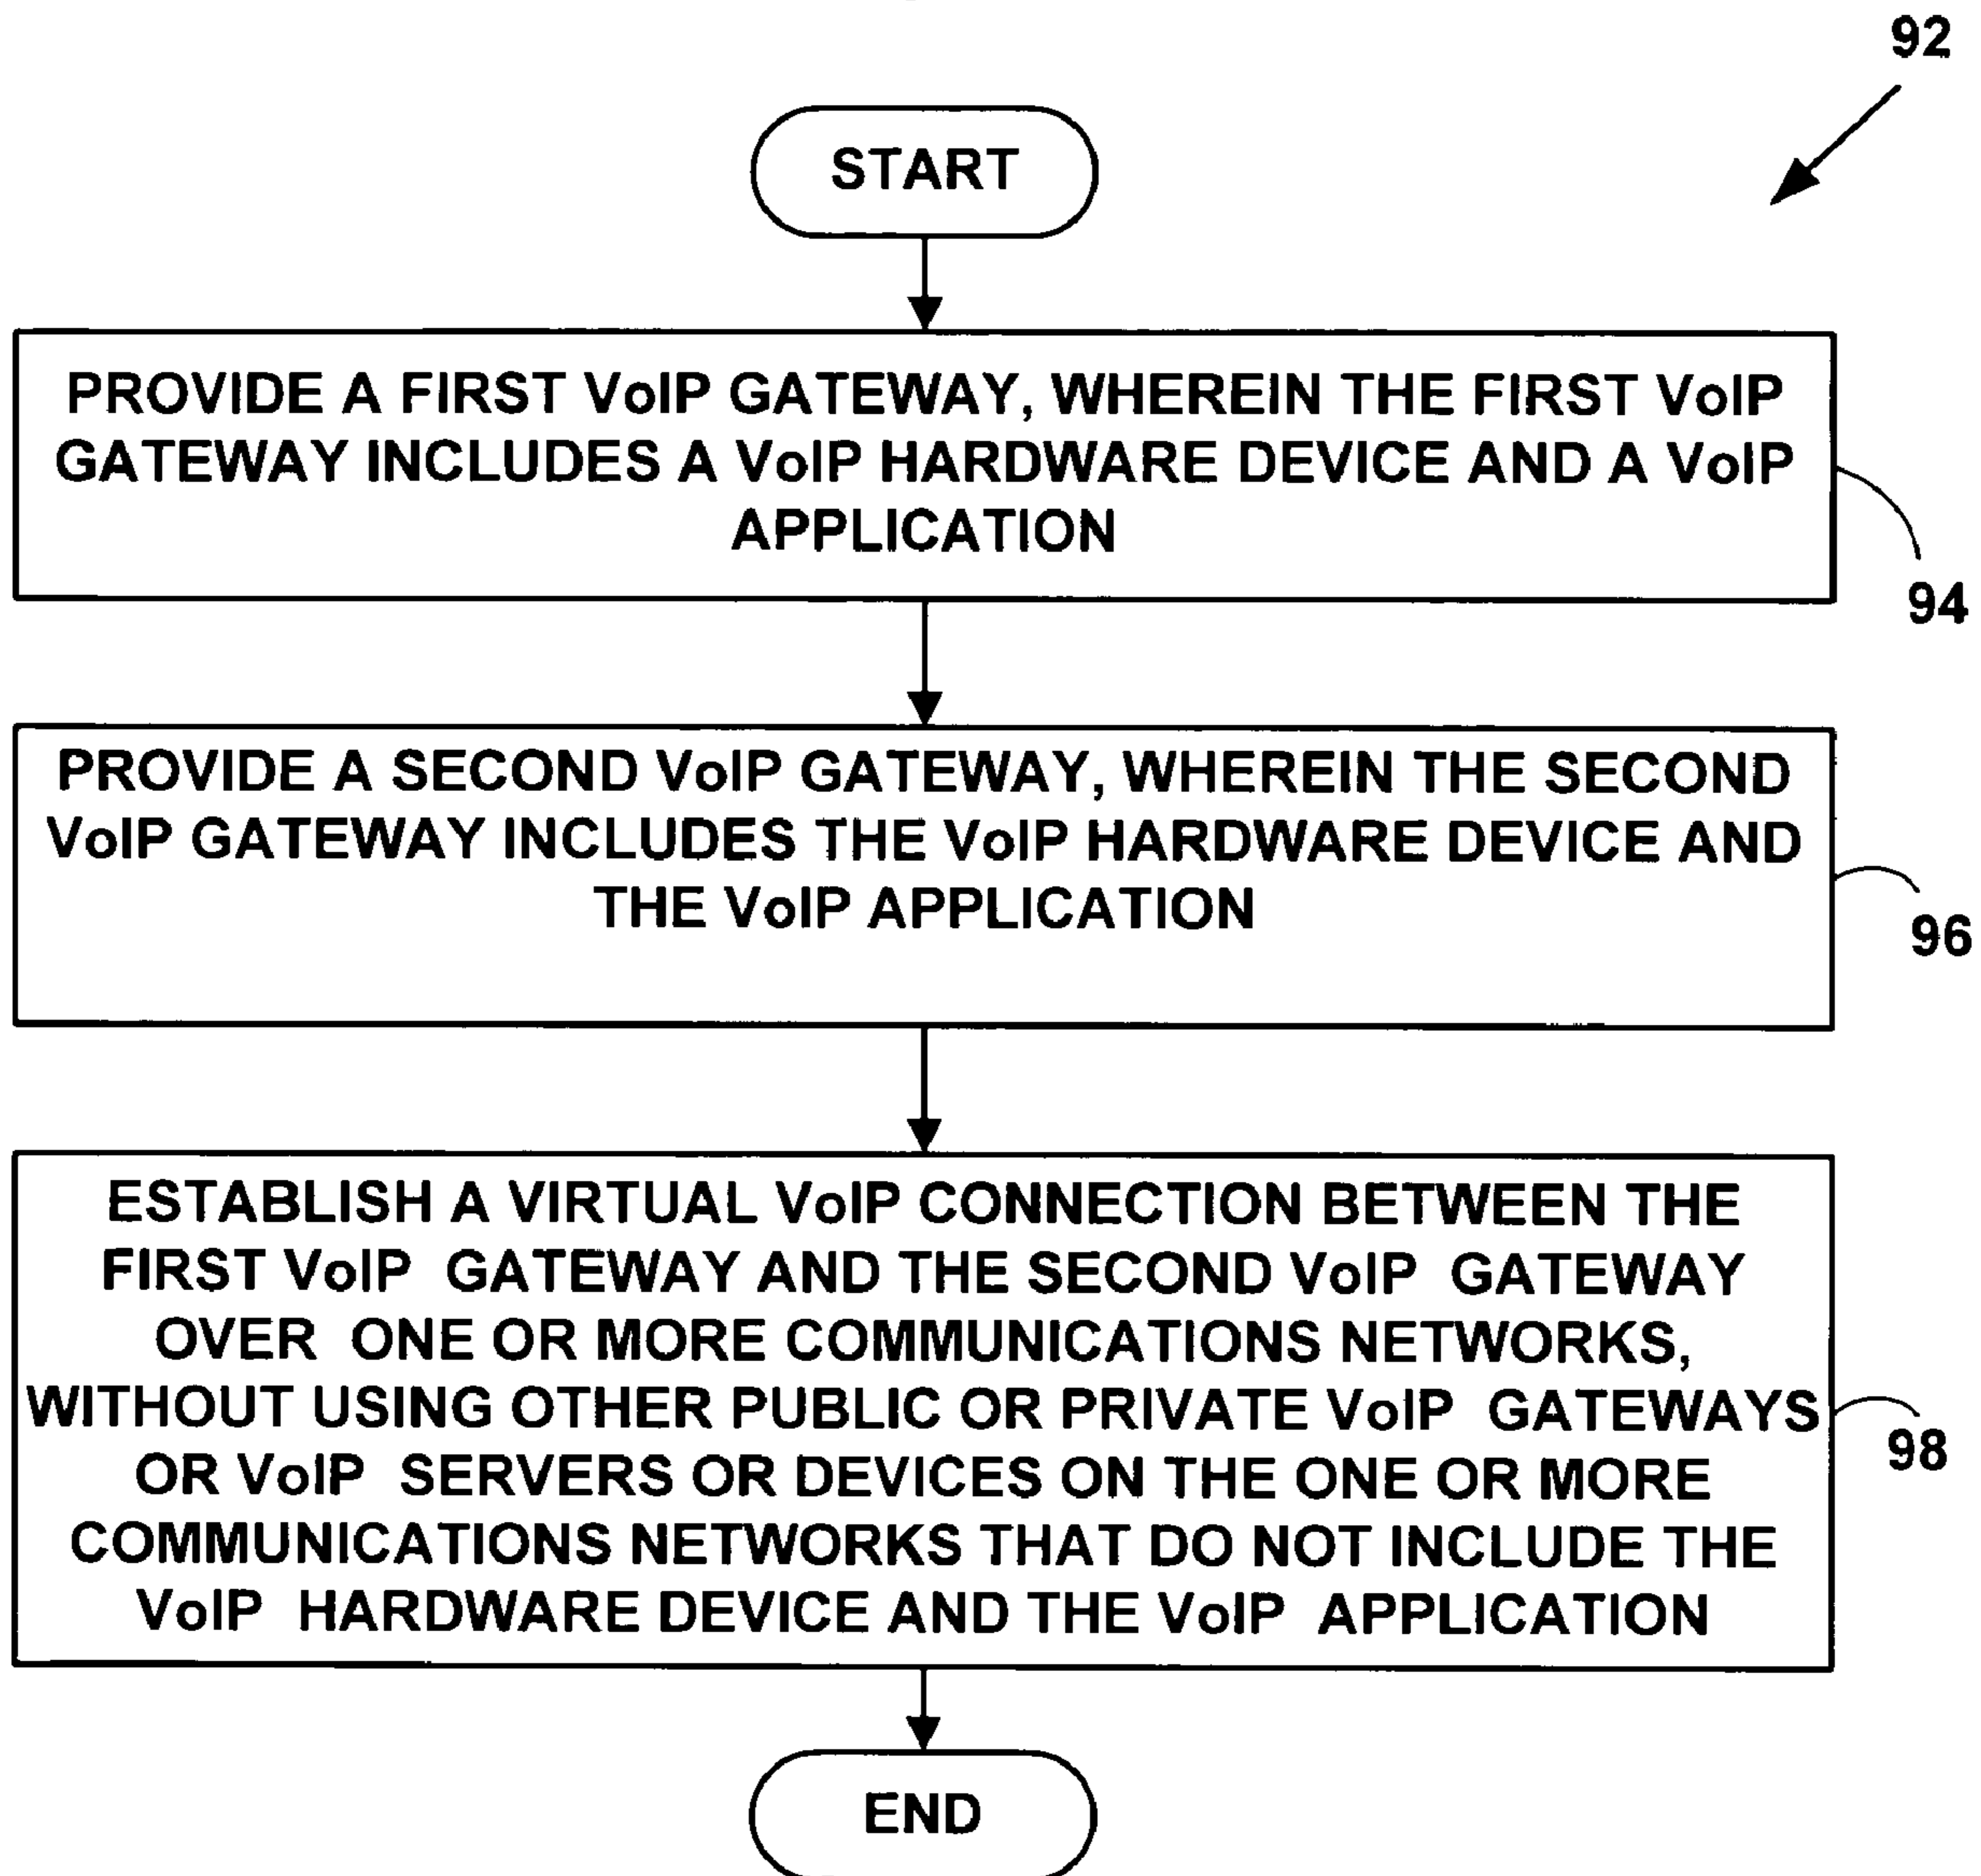 92
START
PROVIDE A FIRST VoIP GATEWAY, WHEREIN THE FIRST VoIP
GATEWAY INCLUDES A VoIP HARDWARE DEVICE AND A VoIP
APPLICATION
94
PROVIDE A SECOND VoIP GATEWAY, WHEREIN THE SECOND
VoIP GATEWAY INCLUDES THE VoIP HARDWARE DEVICE AND
THE VoIP APPLICATION
96
ESTABLISH A VIRTUAL VoIP CONNECTION BETWEEN THE
FIRST VoIP GATEWAY AND THE SECOND VoIP GATEWAY
OVER ONE OR MORE COMMUNICATIONS NETWORKS,
WITHOUT USING OTHER PUBLIC OR PRIVATE VoIP GATEWAYS
OR VoIP SERVERS OR DEVICES ON THE ONE OR MORE
COMMUNICATIONS NETWORKS THAT DO NOT INCLUDE THE
VoIP HARDWARE DEVICE AND THE VoIP APPLICATION
98
END